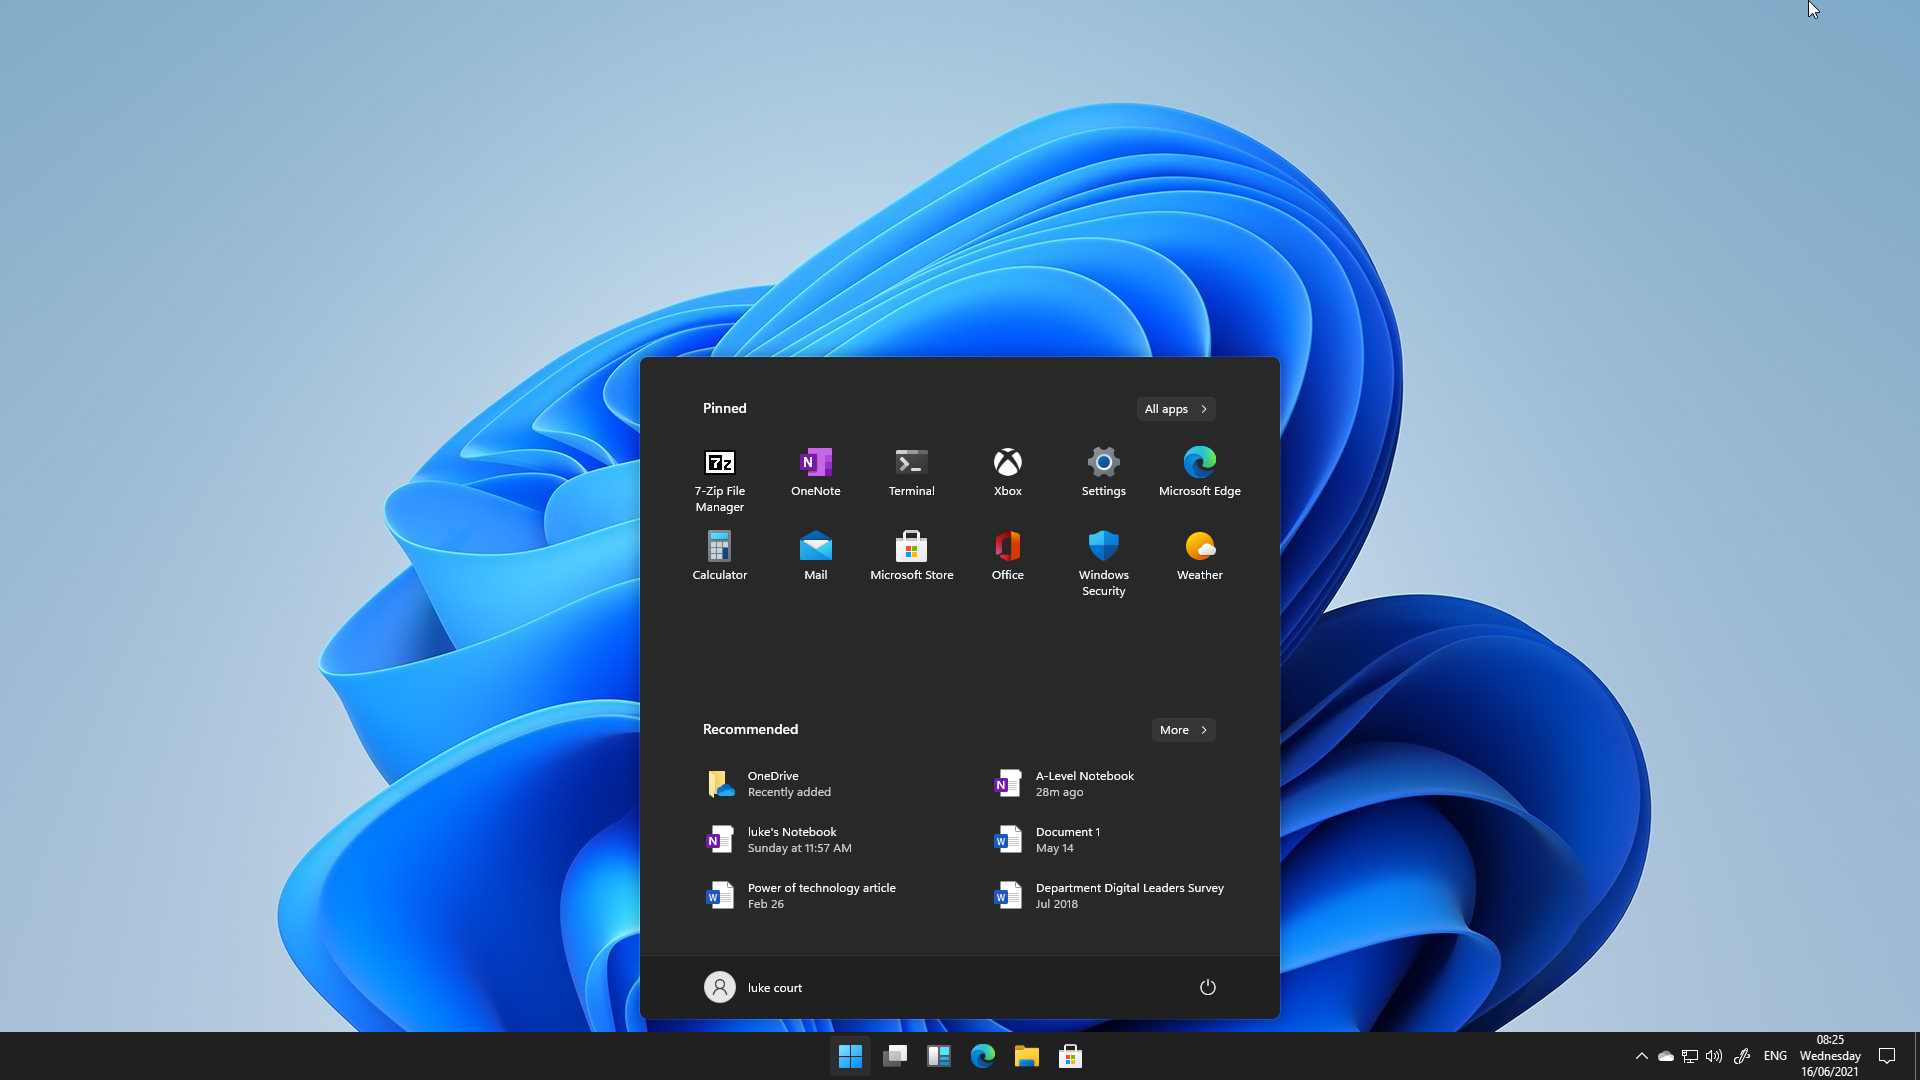 Pinned
All apps
7-Zip File
Manager
OneNote
Terminal
Xbox
Settings
Microsoft Edge
Calculator
Mail
Microsoft Store
Office
Windows
Security
Weather
Recommended
More
OneDrive
Recently added
A-Level Notebook
28m ago
luke's Notebook
Sunday at 11:57 AM
Document 1
May 14
Power of technology article
Feb 26
Department Digital Leaders Survey
Jul 2018
luke court
ENG
08:25
Wednesday
16/06/2021